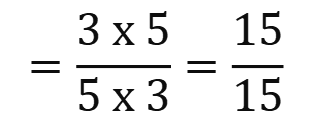 = 3 x 5 / 5 x 3 = 15 / 15